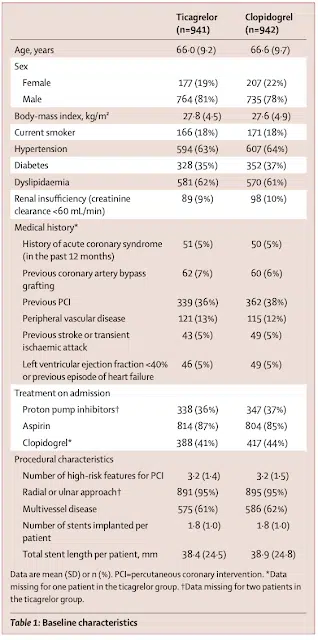 Ticagrelor Clopidogrel
(n=941) (n=942)
Age, years 66·0 (9·2) 66·6 (9·7)
Sex
Female 177 (19%) 207 (22%)
Male 764 (81%) 735 (78%)
Body-mass index, kg/m² 27·8 (4·5) 27·6 (4·9)
Current smoker 166 (18%) 171 (18%)
Hypertension 594 (63%) 607 (64%)
Diabetes 328 (35%) 352 (37%)
Dyslipidaemia 581 (62%) 570 (61%)
Renal insufficiency (creatinine 89 (9%) 98 (10%)
clearance <60 mL/min)
Medical history*
History of acute coronary syndrome 51 (5%) 50 (5%)
(in the past 12 months)
Previous coronary artery bypass 62 (7%) 60 (6%)
grafting
Previous PCI 339 (36%) 362 (38%)
Peripheral vascular disease 121 (13%) 115 (12%)
Previous stroke or transient 43 (5%) 49 (5%)
ischaemic attack
Left ventricular ejection fraction <40% 46 (5%) 49 (5%)
or previous episode of heart failure
Treatment on admission
Proton pump inhibitors† 338 (36%) 347 (37%)
Aspirin 814 (87%) 804 (85%)
Clopidogrel* 388 (41%) 417 (44%)
Procedural characteristics
Number of high-risk features for PCI 3·2 (1·4) 3·2 (1·5)
Radial or ulnar approach† 891 (95%) 895 (95%)
Multivessel disease 575 (61%) 586 (62%)
Number of stents implanted per 1·8 (1·0) 1·8 (1·0)
patient
Total stent length per patient, mm 38·4 (24·5) 38·9 (24·8)
Data are mean (SD) or n (%). PCI=percutaneous coronary intervention. *Data
missing for one patient in the ticagrelor group. †Data missing for two patients in
the ticagrelor group.
Table 1: Baseline characteristics